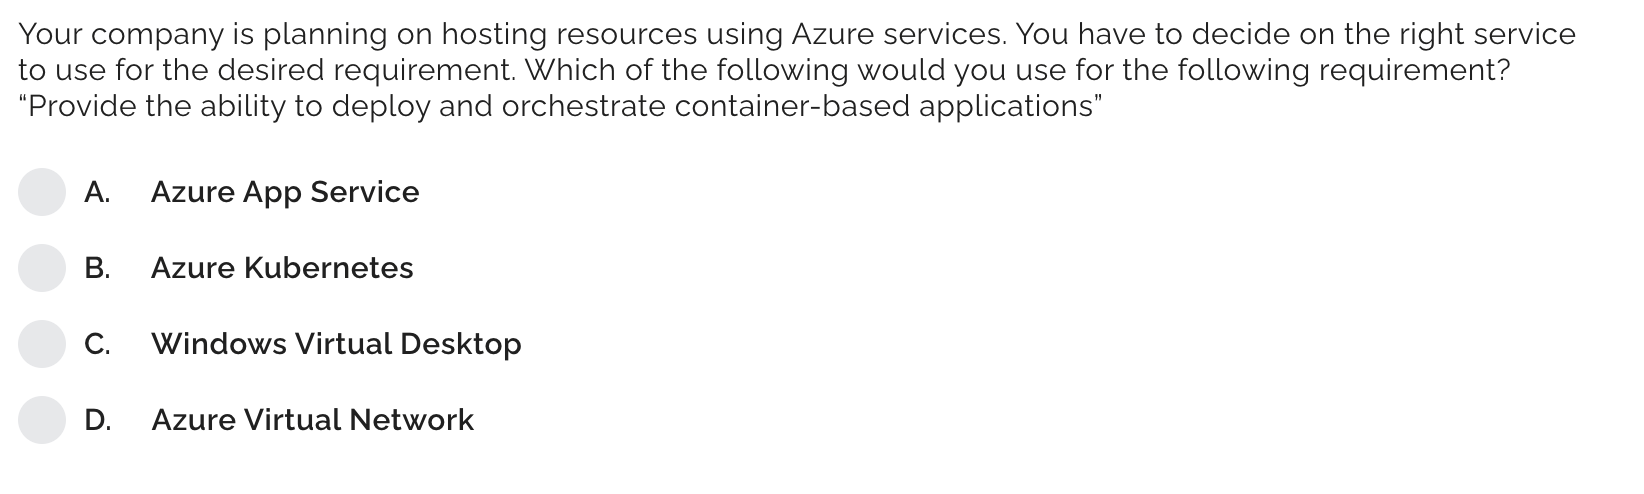 Your company is planning on hosting resources using Azure services. You have to decide on the right service
to use for the desired requirement. Which of the following would you use for the following requirement?
“Provide the ability to deploy and orchestrate container-based applications”
A. Azure App Service
B. Azure Kubernetes
C. Windows Virtual Desktop
D. Azure Virtual Network